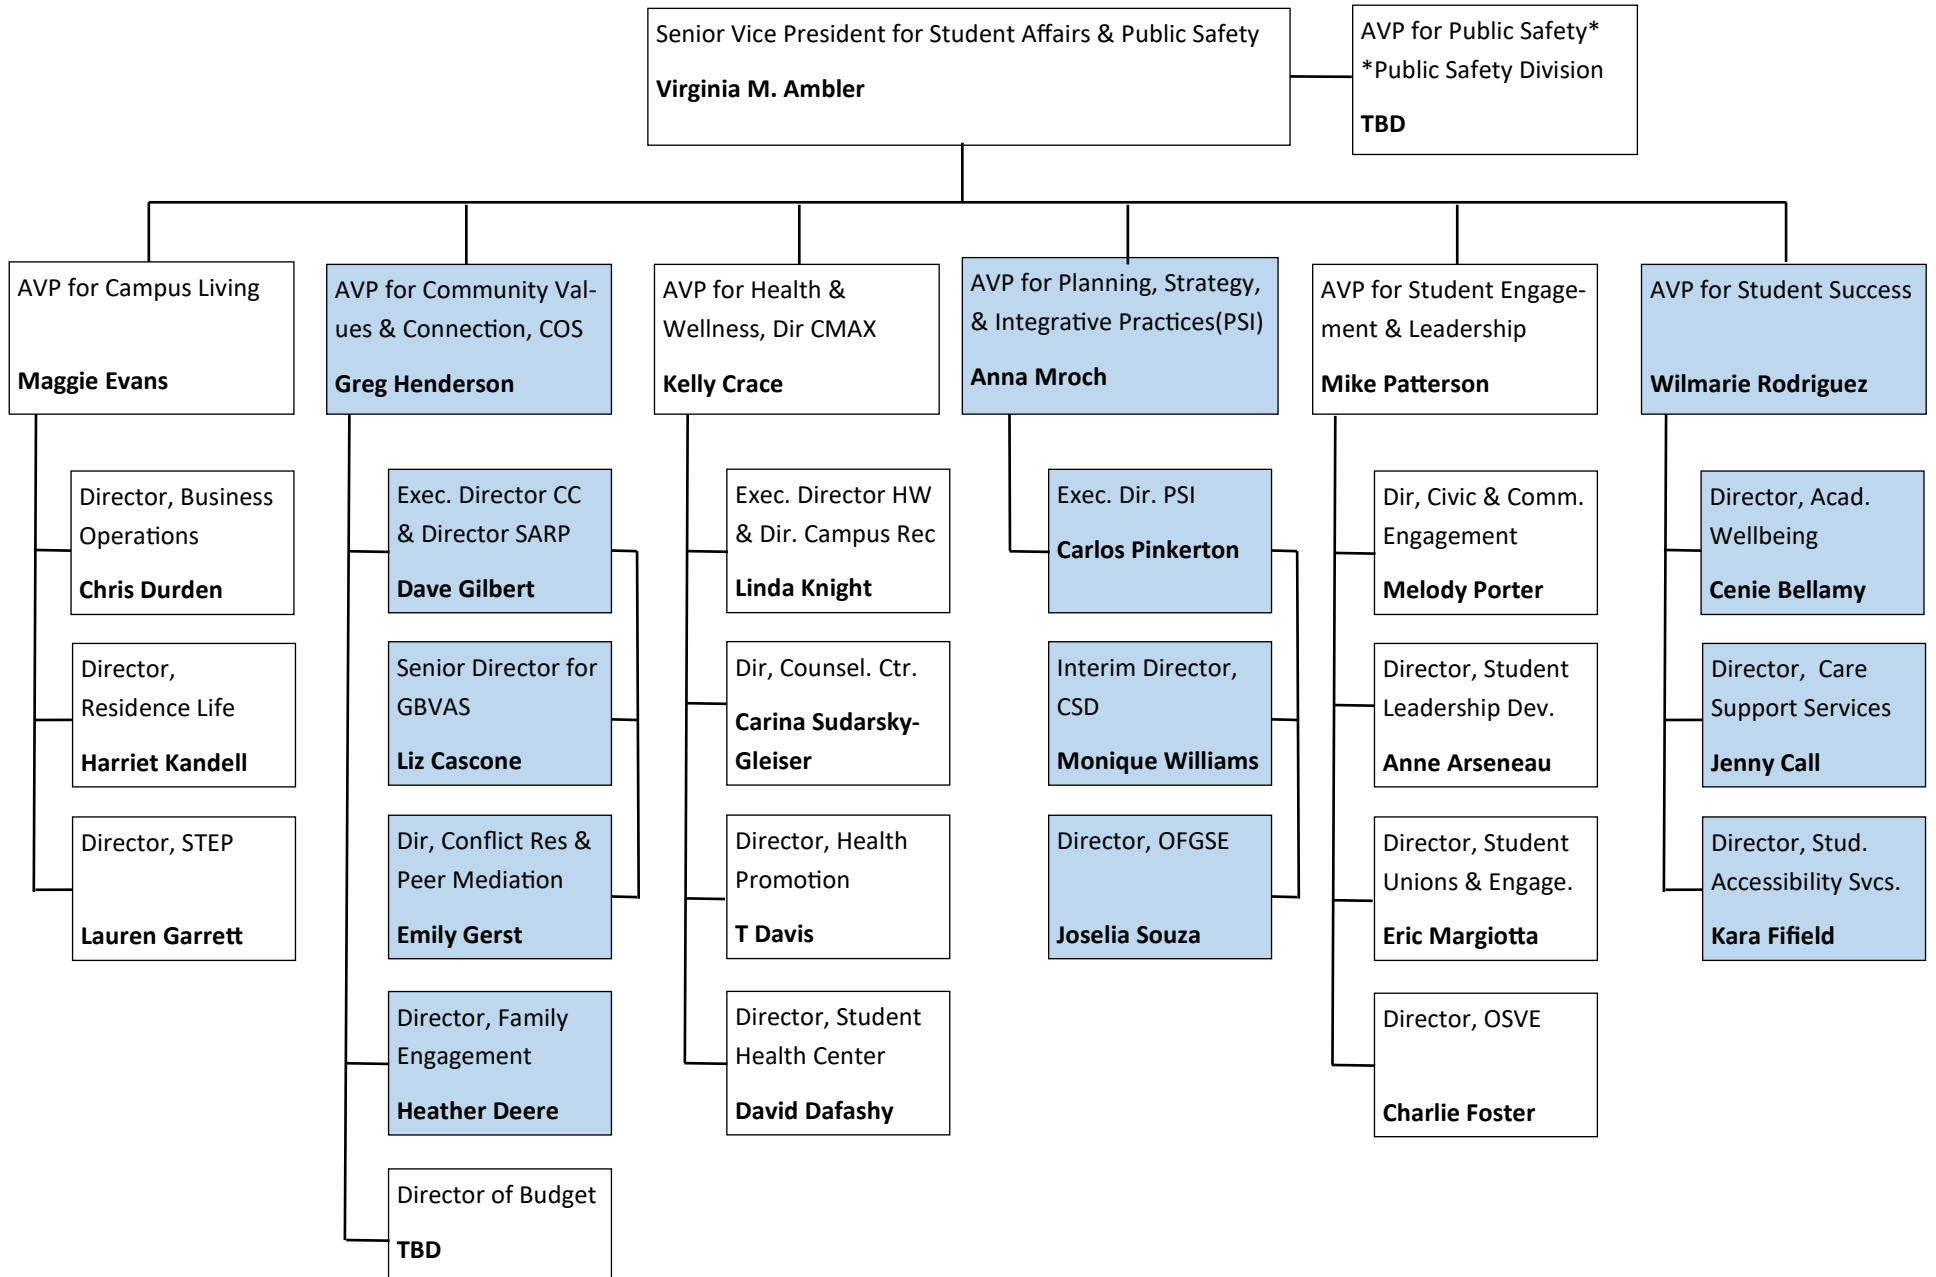 Senior Vice President for Student Affairs & Public Safety
Virginia M. Ambler
AVP for Public Safety*
*Public Safety Division
TBD
AVP for Campus Living
Maggie Evans
AVP for Community Val-
ues & Connection, COS
Greg Henderson
AVP for Health &
Wellness, Dir CMAX
Kelly Crace
AVP for Planning, Strategy,
& Integrative Practices(PSI)
Anna Mroch
AVP for Student Engage-
ment & Leadership
Mike Patterson
AVP for Student Success
Wilmarie Rodriguez
Director, Business
Operations
Chris Durden
Director,
Residence Life
Harriet Kandell
Director, STEP
Lauren Garrett
Exec. Director CC
& Director SARP
Dave Gilbert
Senior Director for
GBVAS
Liz Cascone
Dir, Conflict Res &
Peer Mediation
Emily Gerst
Director, Family
Engagement
Heather Deere
Director of Budget
TBD
Exec. Director HW
& Dir. Campus Rec
Linda Knight
Dir, Counsel. Ctr.
Carina Sudarsky-
Gleiser
Director, Health
Promotion
T Davis
Director, Student
Health Center
David Dafashy
Exec. Dir. PSI
Carlos Pinkerton
Interim Director,
CSD
Monique Williams
Director, OFGSE
Joselia Souza
Dir, Civic & Comm.
Engagement
Melody Porter
Director, Student
Leadership Dev.
Anne Arseneau
Director, Student
Unions & Engage.
Eric Margiotta
Director, OSVE
Charlie Foster
Director, Acad.
Wellbeing
Cenie Bellamy
Director, Care
Support Services
Jenny Call
Director, Stud.
Accessibility Svcs.
Kara Fifield